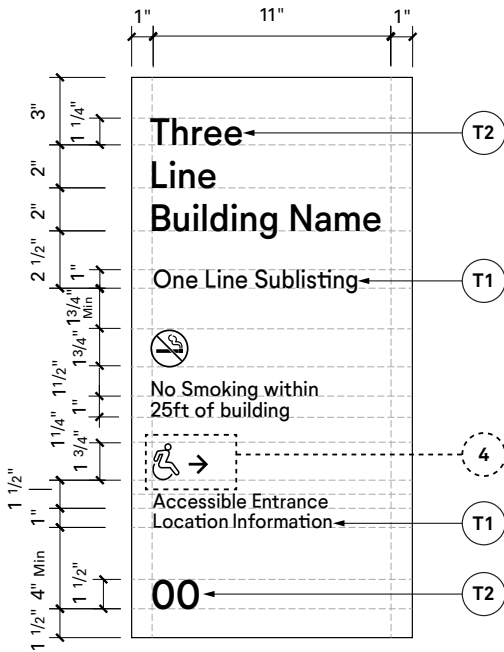 1" 11" 1"
3"
1 1/4"
Three
T2
2"
Line
2"
Building Name
2 1/2"
1"
One Line Sublisting
T1
1 3/4" Min
1 3/4"
1 1/2"
No Smoking within
1"
25ft of building
1 1/4"
1 3/4"
4
1 1/2"
Accessible Entrance
1"
Location Information
T1
4" Min
1 1/2"
00
T2
1 1/2"